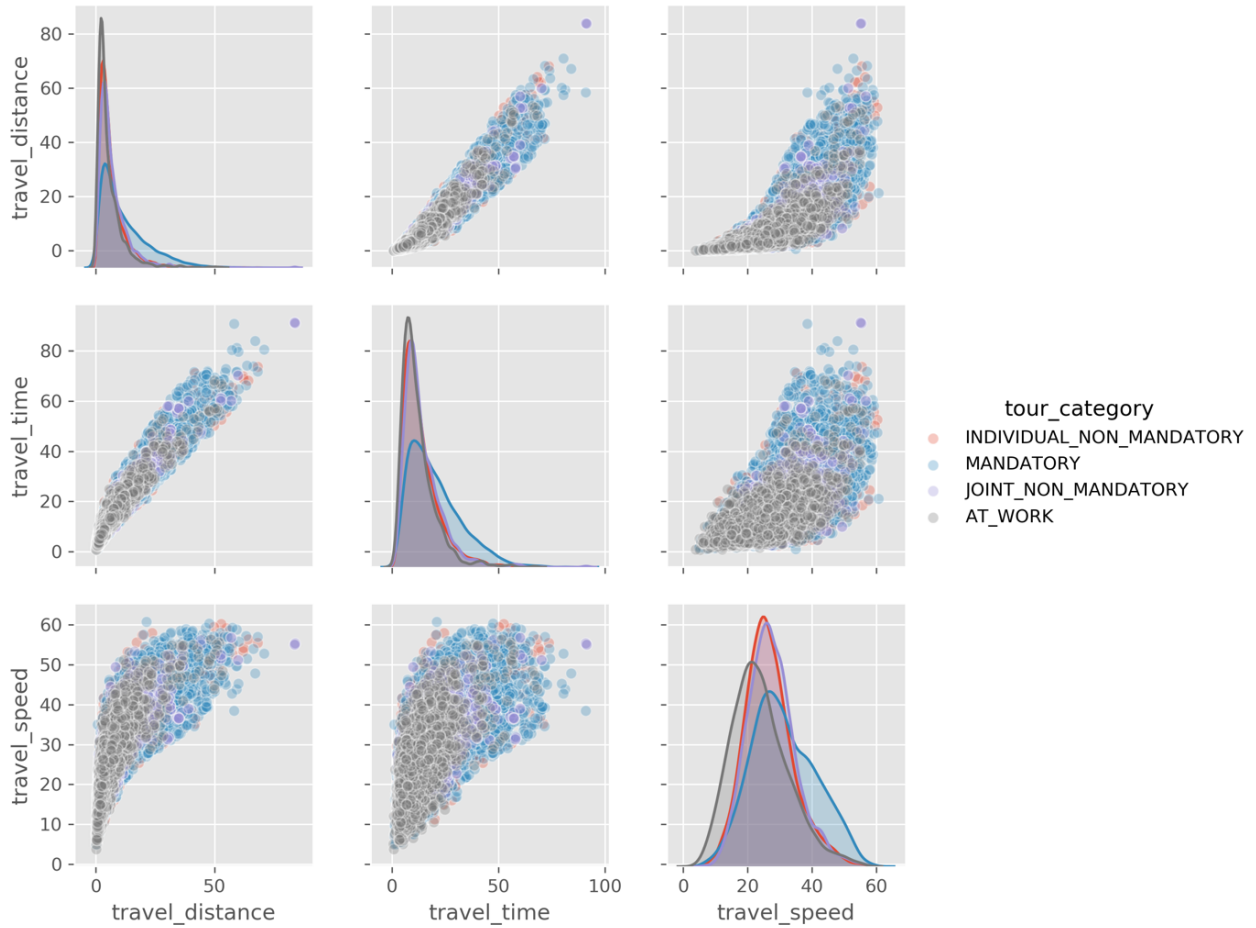 travel_distance
80
60
40
20
0
travel_time
80
60
40
20
0
tour_category
INDIVIDUAL_NON_MANDATORY
MANDATORY
JOINT_NON_MANDATORY
AT_WORK
travel_speed
60
50
40
30
20
10
0
0 50
0 50 100
0 20 40 60
travel_distance
travel_time
travel_speed